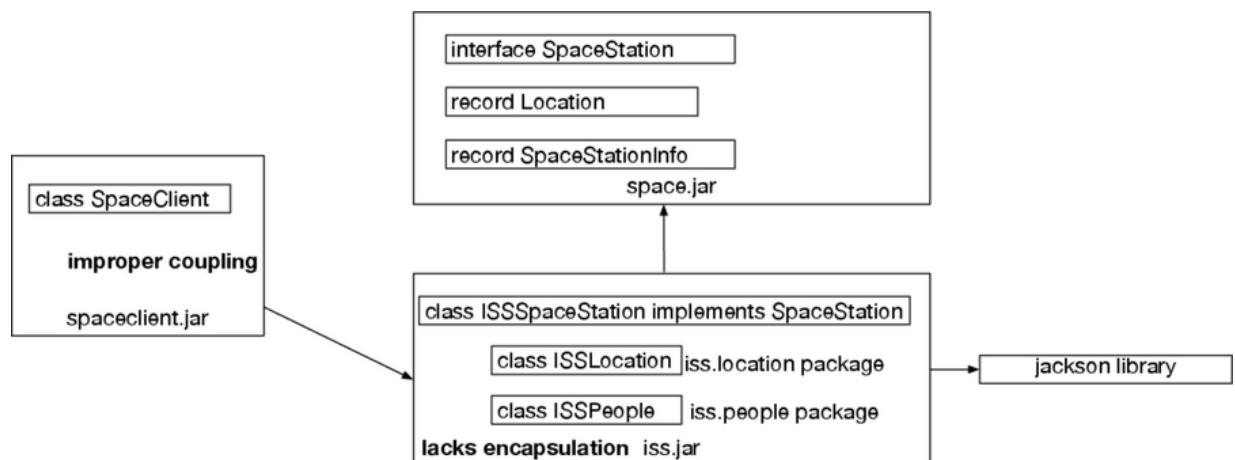 interface SpaceStation
record Location
record SpaceStationInfo
space.jar
class SpaceClient
improper coupling
spaceclient.jar
class ISSSpaceStation implements SpaceStation
class ISSLocation iss.location package
class ISSPeople iss.people package
lacks encapsulation iss.jar
jackson library